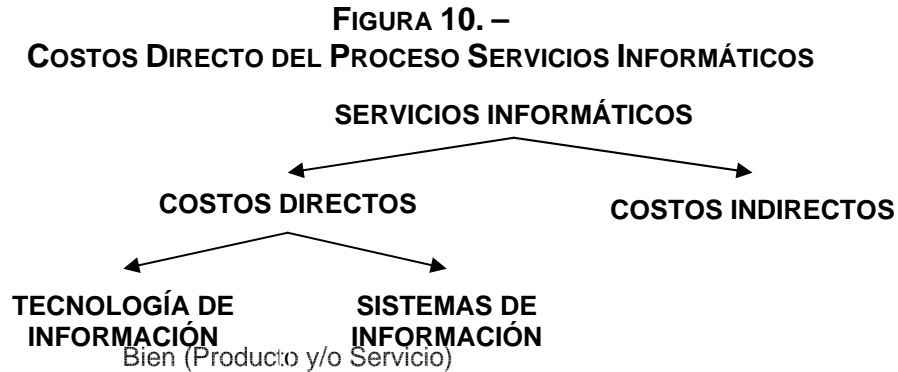 FIGURA 10. –
COSTOS DIRECTO DEL PROCESO SERVICIOS INFORMÁTICOS
SERVICIOS INFORMÁTICOS
COSTOS DIRECTOS
COSTOS INDIRECTOS
TECNOLOGÍA DE
INFORMACIÓN
SISTEMAS DE
INFORMACIÓN
Bien (Producto y/o Servicio)